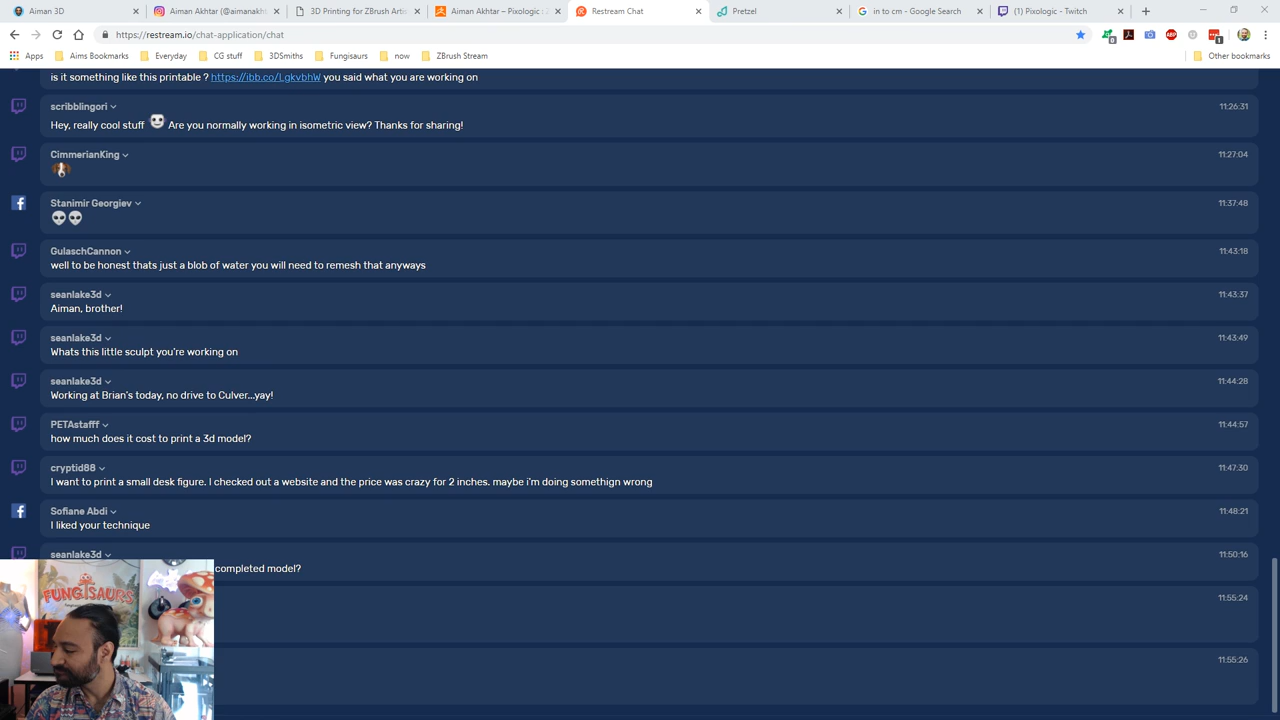 Aiman 3D
Aiman Akhtar (@aimanakh
3D Printing for ZBrush Artis
Aiman Akhtar – Pixologic : Z
Restream Chat
Pretzel
in to cm - Google Search
(1) Pixologic - Twitch
https://restream.io/chat-application/chat
Apps
Aims Bookmarks
Everyday
CG stuff
3DSmiths
Fungisaurs
now
ZBrush Stream
Other bookmarks
is it something like this printable ? https://ibb.co/LgkvbhW you said what you are working on
scribblingori
11:26:31
Hey, really cool stuff Are you normally working in isometric view? Thanks for sharing!
CimmerianKing
11:27:04
Stanimir Georgiev
11:37:48
GulaschCannon
11:43:18
well to be honest thats just a blob of water you will need to remesh that anyways
seanlake3d
11:43:37
Aiman, brother!
seanlake3d
11:43:49
Whats this little sculpt you're working on
seanlake3d
11:44:28
Working at Brian's today, no drive to Culver...yay!
PETAstafff
11:44:57
how much does it cost to print a 3d model?
cryptid88
11:47:30
I want to print a small desk figure. I checked out a website and the price was crazy for 2 inches. maybe i'm doing somethign wrong
Sofiane Abdi
11:48:21
I liked your technique
seanlake3d
11:50:16
completed model?
11:55:24
FUNGISAURS
11:55:26